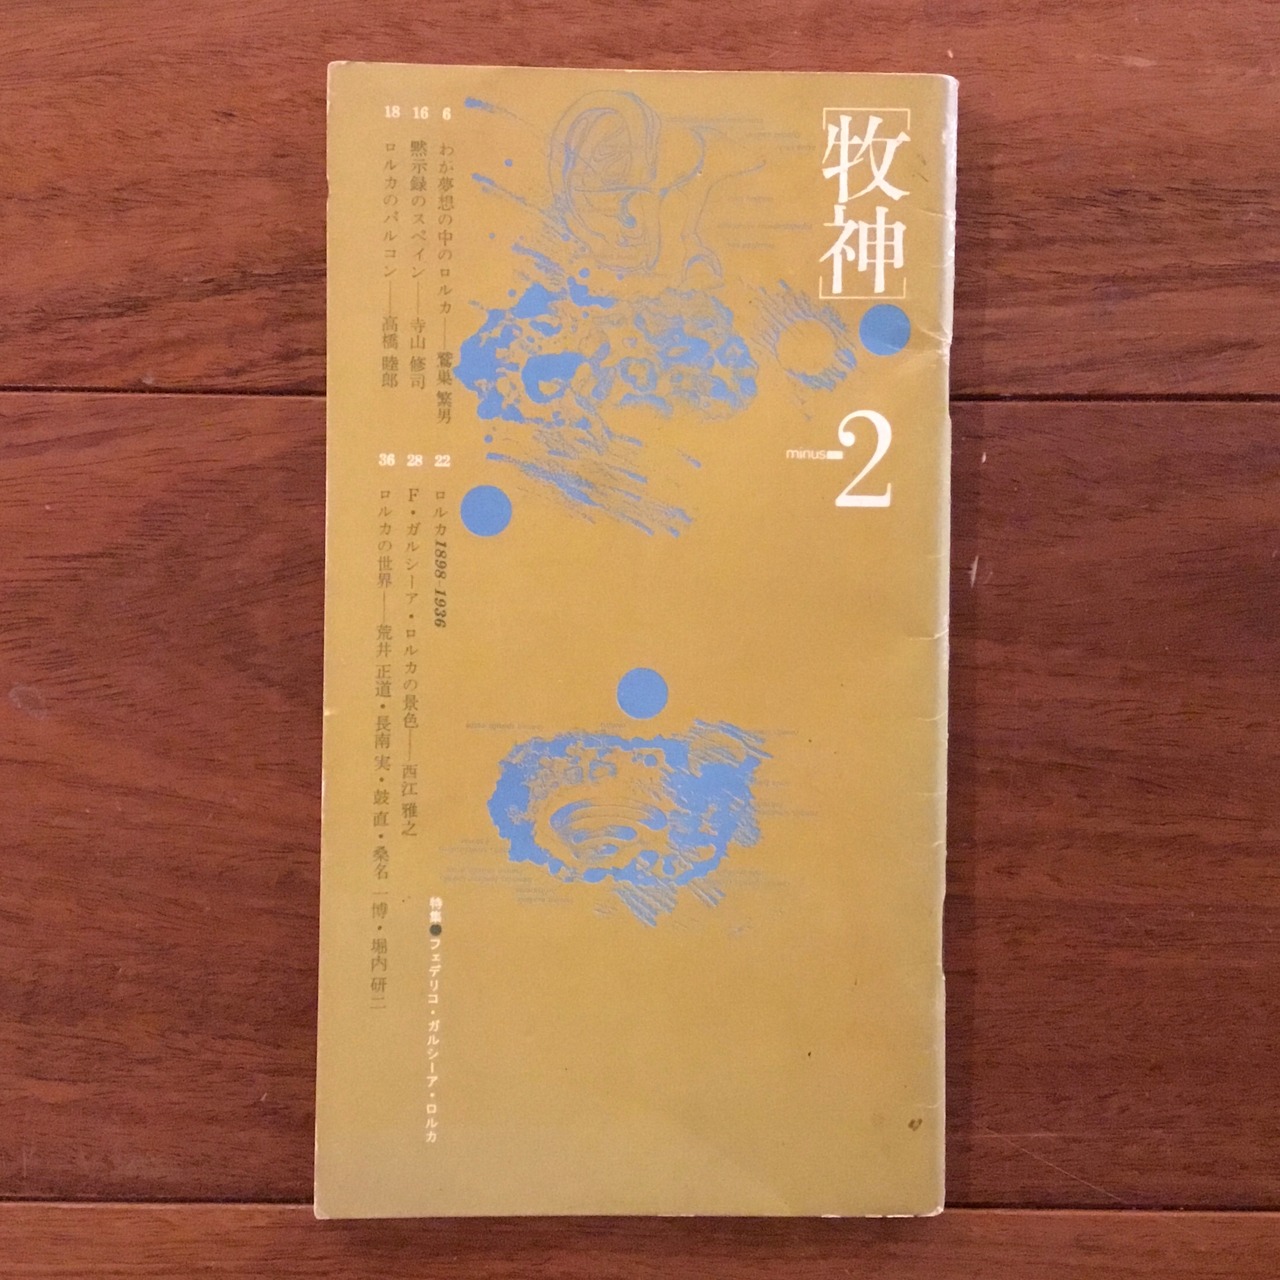 [牧神]
minus
-2
6 わが夢想の中のロルカ——鷲巣繁男
16 黙示録のスペイン——寺山修司
18 ロルカのバルコン——高橋睦郎
22 ロルカ1898-1936
28 F・ガルシーア・ロルカの景色——西江雅之
36 ロルカの世界——荒井正道・長南実・鼓直・桑名一博・堀内研二
特集●フェデリコ・ガルシーア・ロルカ